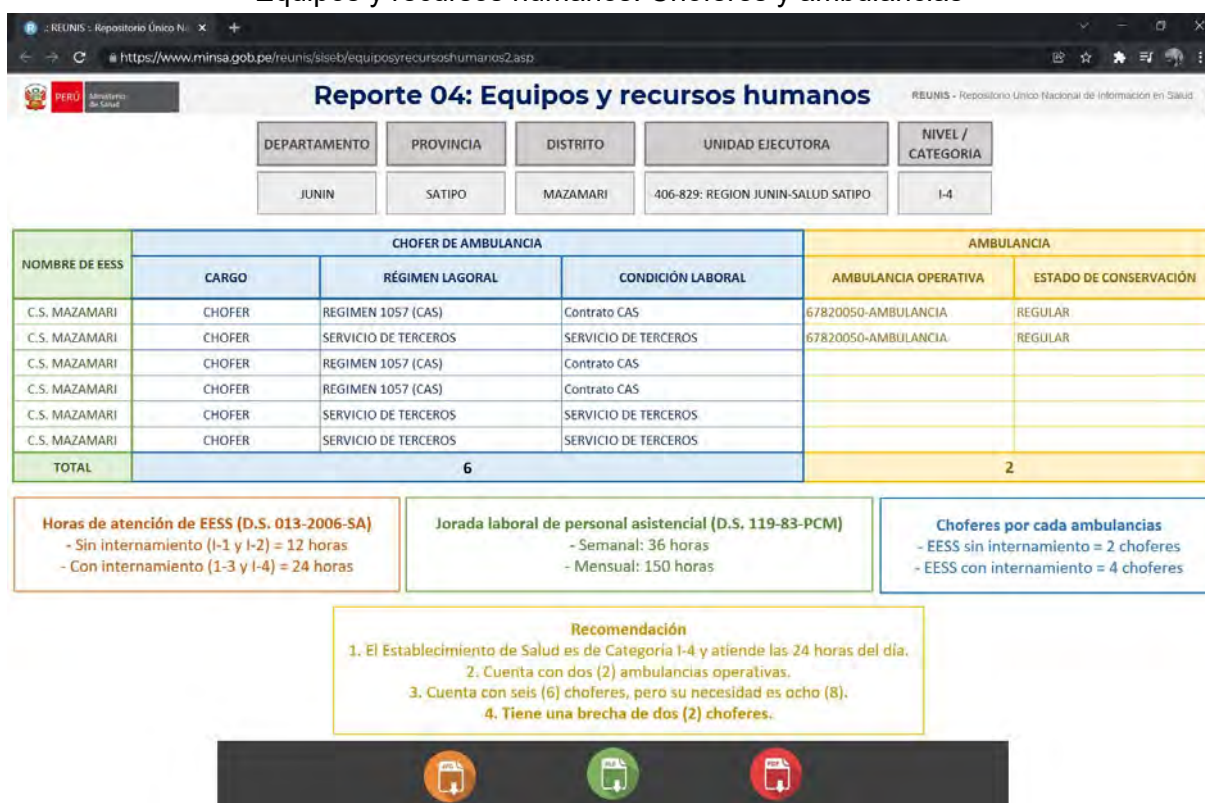 Equipos y recursos humanos: Choferes y ambulancias
.: REUNIS :. Repositorio Único N
https://www.minsa.gob.pe/reunis/siseb/equiposyrecursoshumanos2.asp
PERÚ Ministerio de Salud
Reporte 04: Equipos y recursos humanos
REUNIS - Repositorio Único Nacional de Información en Salud
DEPARTAMENTO PROVINCIA DISTRITO UNIDAD EJECUTORA NIVEL / CATEGORIA
JUNIN SATIPO MAZAMARI 406-829: REGION JUNIN-SALUD SATIPO I-4
NOMBRE DE EESS CHOFER DE AMBULANCIA AMBULANCIA
CARGO RÉGIMEN LAGORAL CONDICIÓN LABORAL AMBULANCIA OPERATIVA ESTADO DE CONSERVACIÓN
C.S. MAZAMARI CHOFER REGIMEN 1057 (CAS) Contrato CAS 67820050-AMBULANCIA REGULAR
C.S. MAZAMARI CHOFER SERVICIO DE TERCEROS SERVICIO DE TERCEROS 67820050-AMBULANCIA REGULAR
C.S. MAZAMARI CHOFER REGIMEN 1057 (CAS) Contrato CAS
C.S. MAZAMARI CHOFER REGIMEN 1057 (CAS) Contrato CAS
C.S. MAZAMARI CHOFER SERVICIO DE TERCEROS SERVICIO DE TERCEROS
C.S. MAZAMARI CHOFER SERVICIO DE TERCEROS SERVICIO DE TERCEROS
TOTAL 6 2
Horas de atención de EESS (D.S. 013-2006-SA)
- Sin internamiento (I-1 y I-2) = 12 horas
- Con internamiento (1-3 y I-4) = 24 horas
Jorada laboral de personal asistencial (D.S. 119-83-PCM)
- Semanal: 36 horas
- Mensual: 150 horas
Choferes por cada ambulancias
- EESS sin internamiento = 2 choferes
- EESS con internamiento = 4 choferes
Recomendación
1. El Establecimiento de Salud es de Categoría I-4 y atiende las 24 horas del día.
2. Cuenta con dos (2) ambulancias operativas.
3. Cuenta con seis (6) choferes, pero su necesidad es ocho (8).
4. Tiene una brecha de dos (2) choferes.